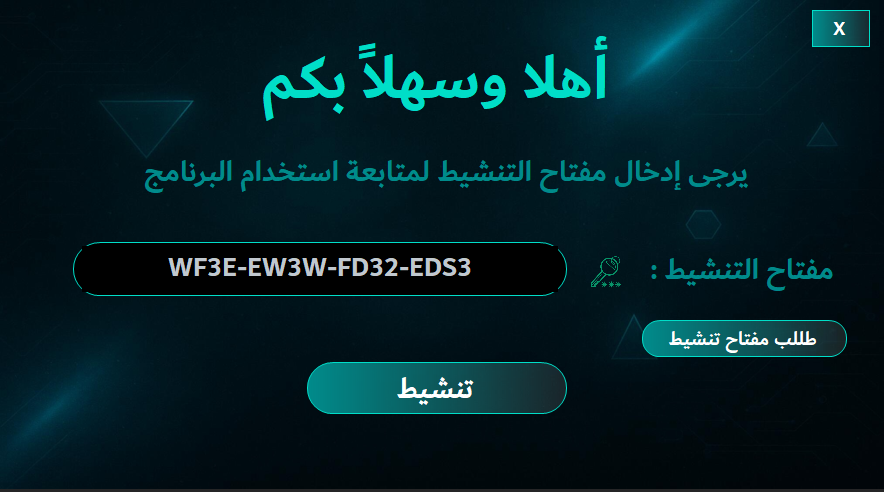 X
أهلا وسهلاً بكم
يرجى إدخال مفتاح التنشيط لمتابعة استخدام البرنامج
مفتاح التنشيط :
WF3E-EW3W-FD32-EDS3
طللب مفتاح تنشيط
تنشيط